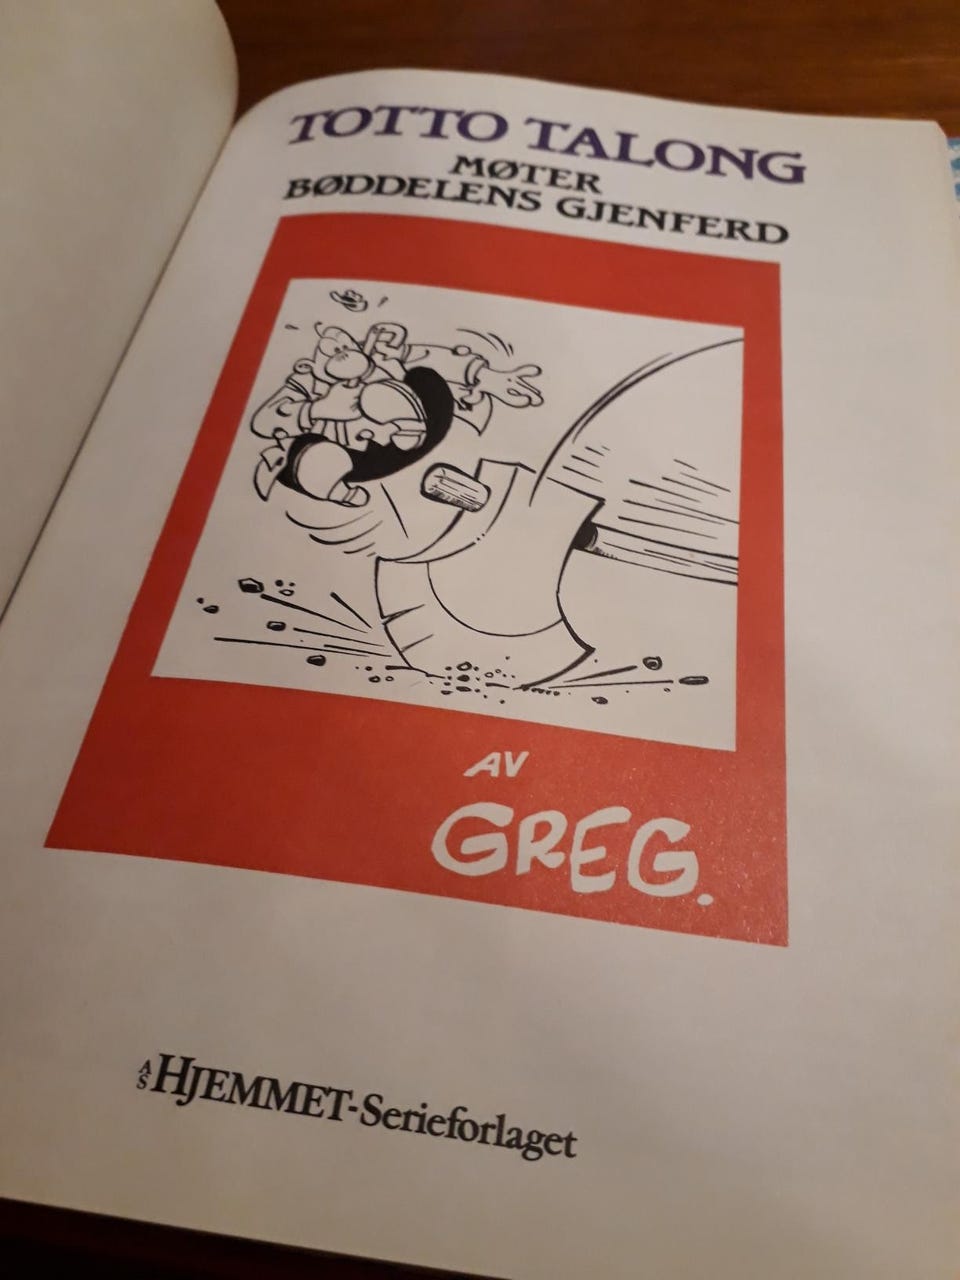 TOTTO TALONG
MØTER
BØDDELENS GJENFERD
AV
GREG.
A/S HJEMMET-Serieforlaget